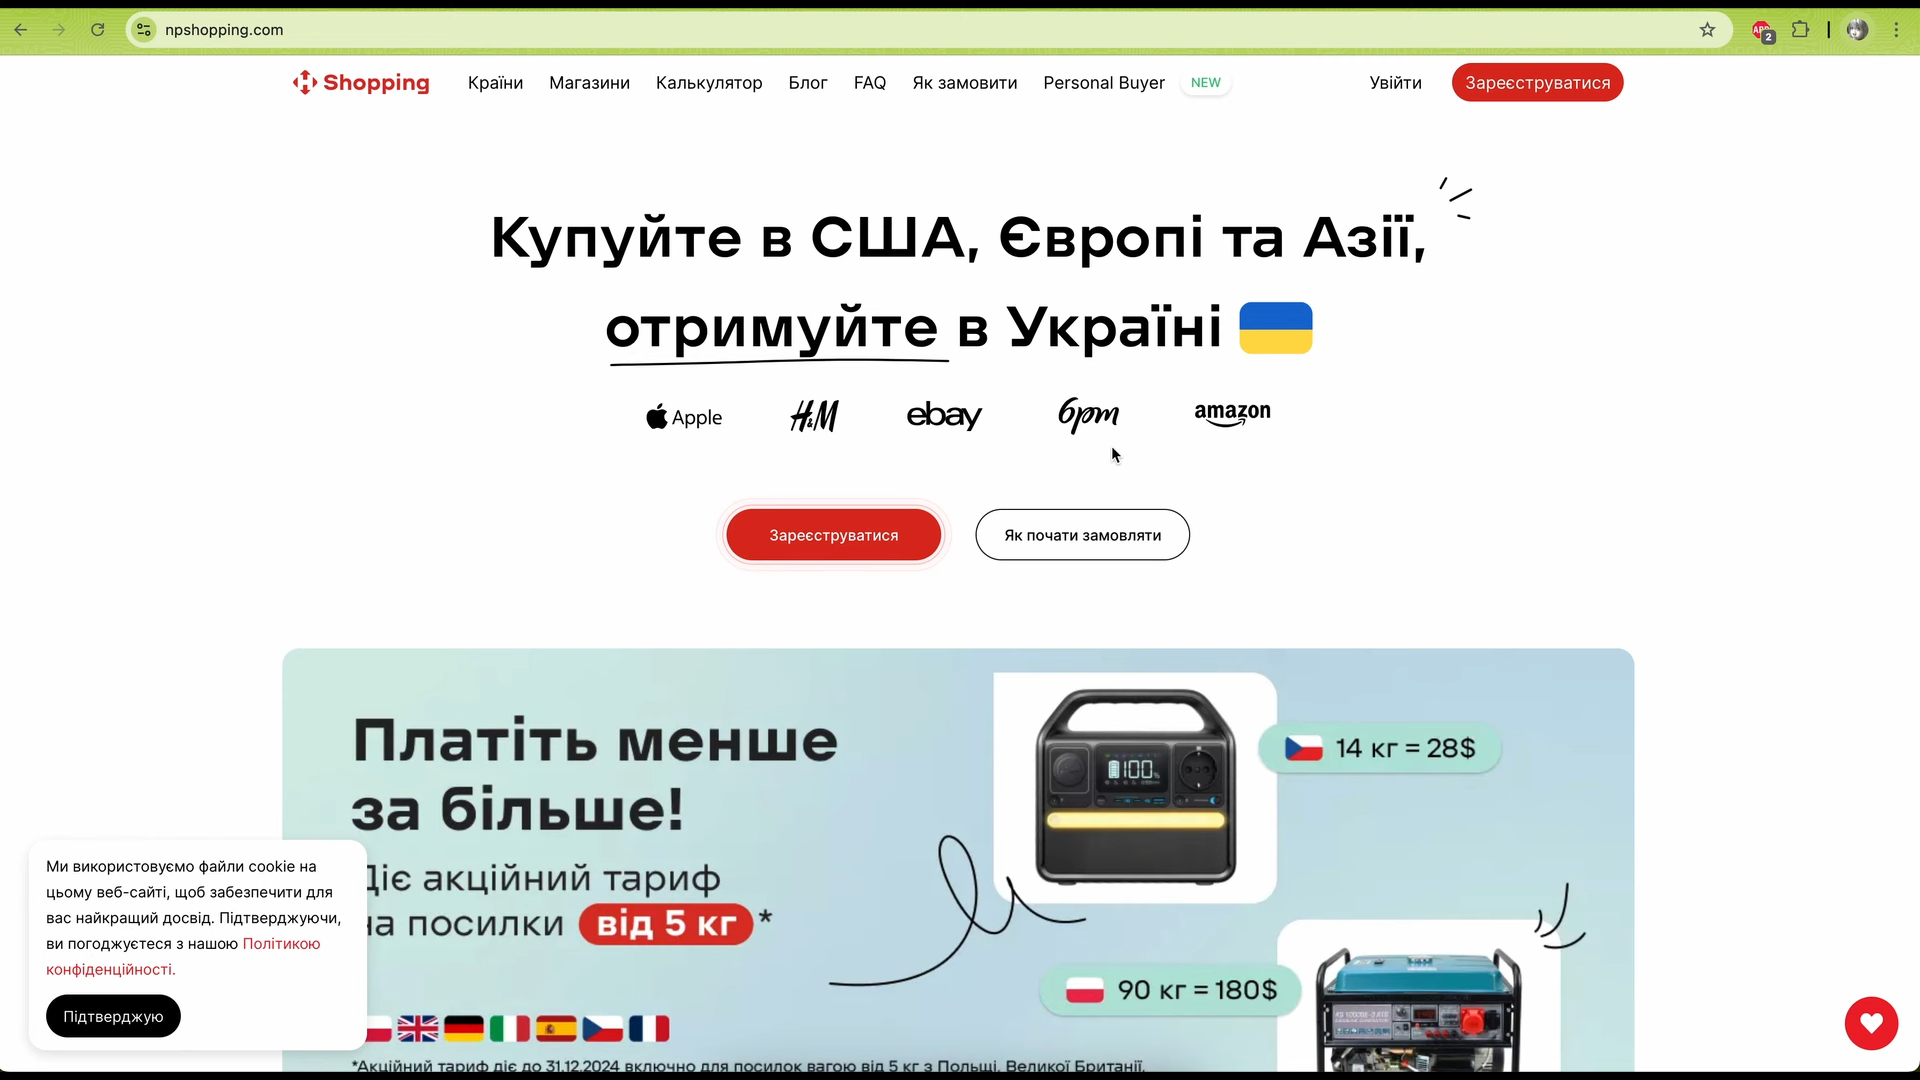 npshopping.com
2
Shopping
Країни
Магазини
Калькулятор
Блог
FAQ
Як замовити
Personal Buyer
NEW
Увійти
Зареєструватися
Купуйте в США, Європі та Азії,
отримуйте в Україні
Apple
H&M
ebay
6pm
amazon
Зареєструватися
Як почати замовляти
Платіть менше
за більше!
Діє акційний тариф
на посилки від 5 кг *
100%
14 кг = 28$
90 кг = 180$
*Акційний тариф діє до 31.12.2024 включно для посилок вагою від 5 кг з Польщі, Великої Британії,
Ми використовуємо файли cookie на
цьому веб-сайті, щоб забезпечити для
вас найкращий досвід. Підтверджуючи,
ви погоджуєтеся з нашою Політикою
конфіденційності.
Підтверджую